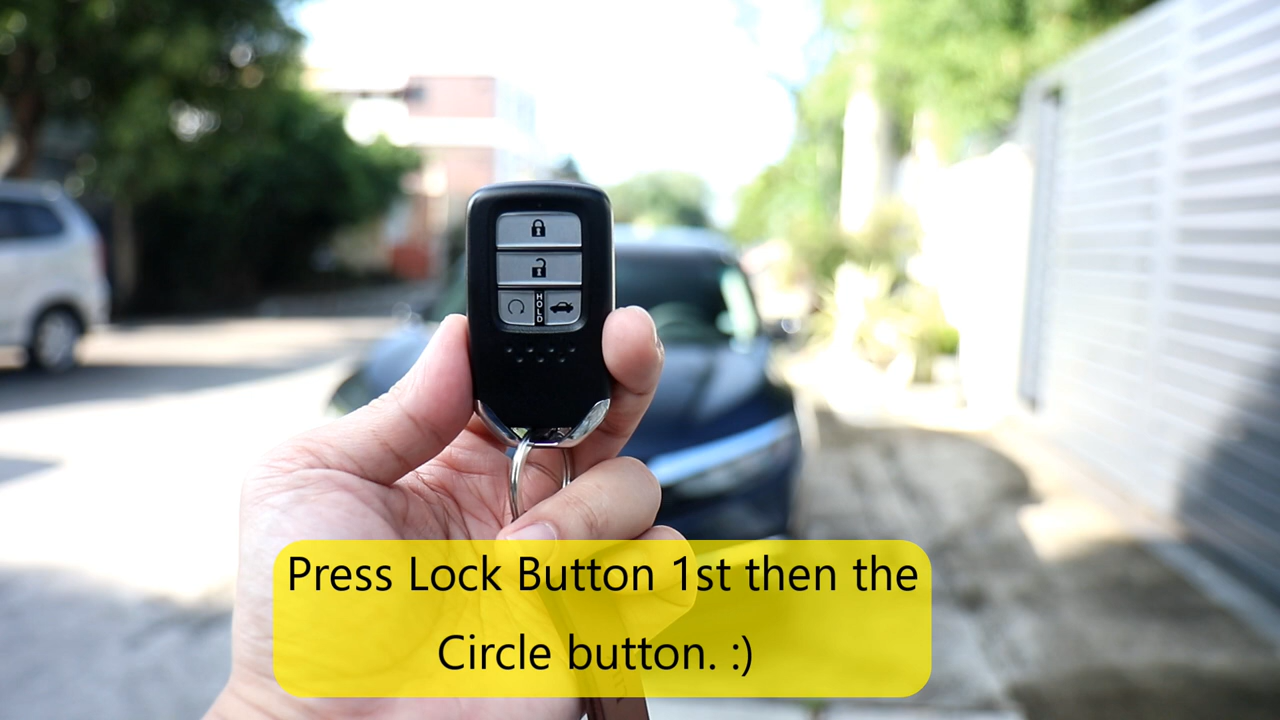 HOLD
Press Lock Button 1st then the
Circle button. :)